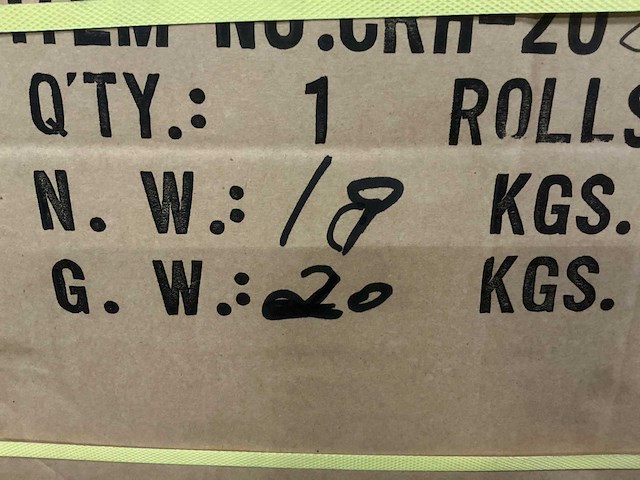 ITEM NO.:CRH-20
Q'TY.: 1 ROLLS
N. W.: 18 KGS.
G. W.: 20 KGS.